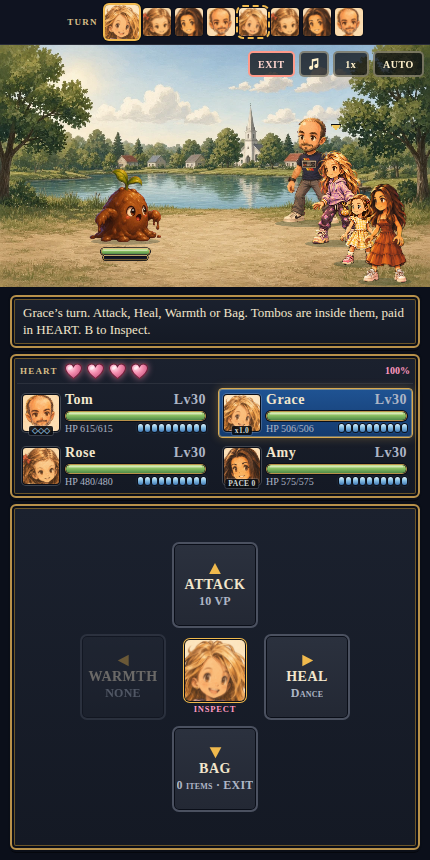 TURN
EXIT
1x
AUTO
Grace's turn. Attack, Heal, Warmth or Bag. Tombos are inside them, paid
in HEART. B to Inspect.
HEART
100%
Tom Lv30
HP 615/615
Grace Lv30
x1.0
HP 506/506
Rose Lv30
HP 480/480
Amy Lv30
PACE 0
HP 575/575
ATTACK
10 VP
WARMTH
NONE
INSPECT
HEAL
Dance
BAG
0 items · EXIT